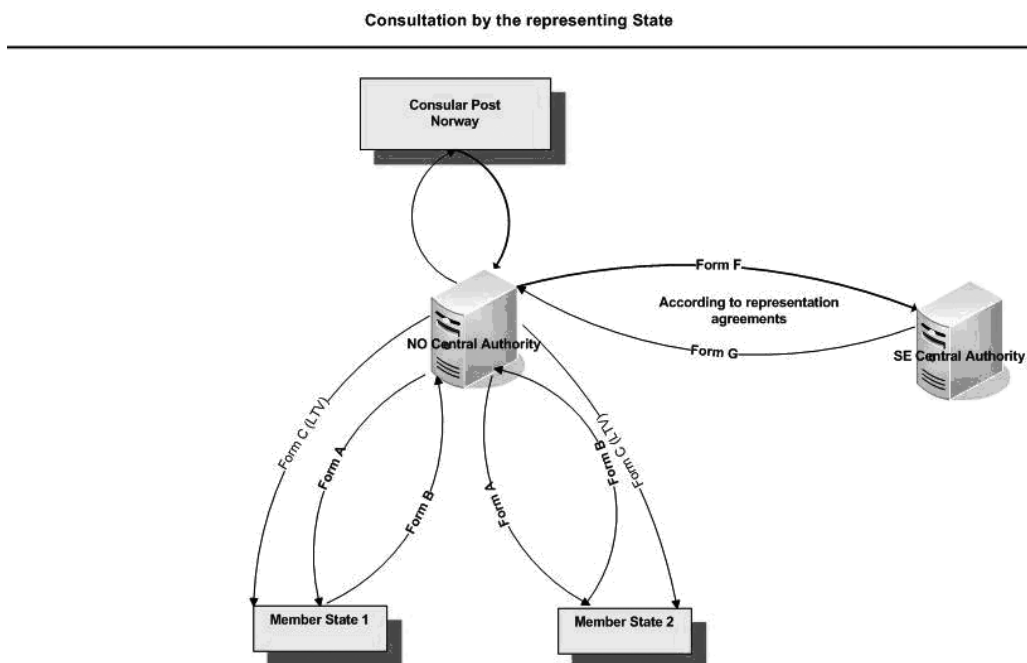 Consultation by the representing State
Consular Post
Norway
Form F
According to representation
agreements
NO Central Authority
Form G
SE Central Authority
Form C (LTV)
Form A
Form B
Form A
Form B
Form C (LTV)
Member State 1
Member State 2